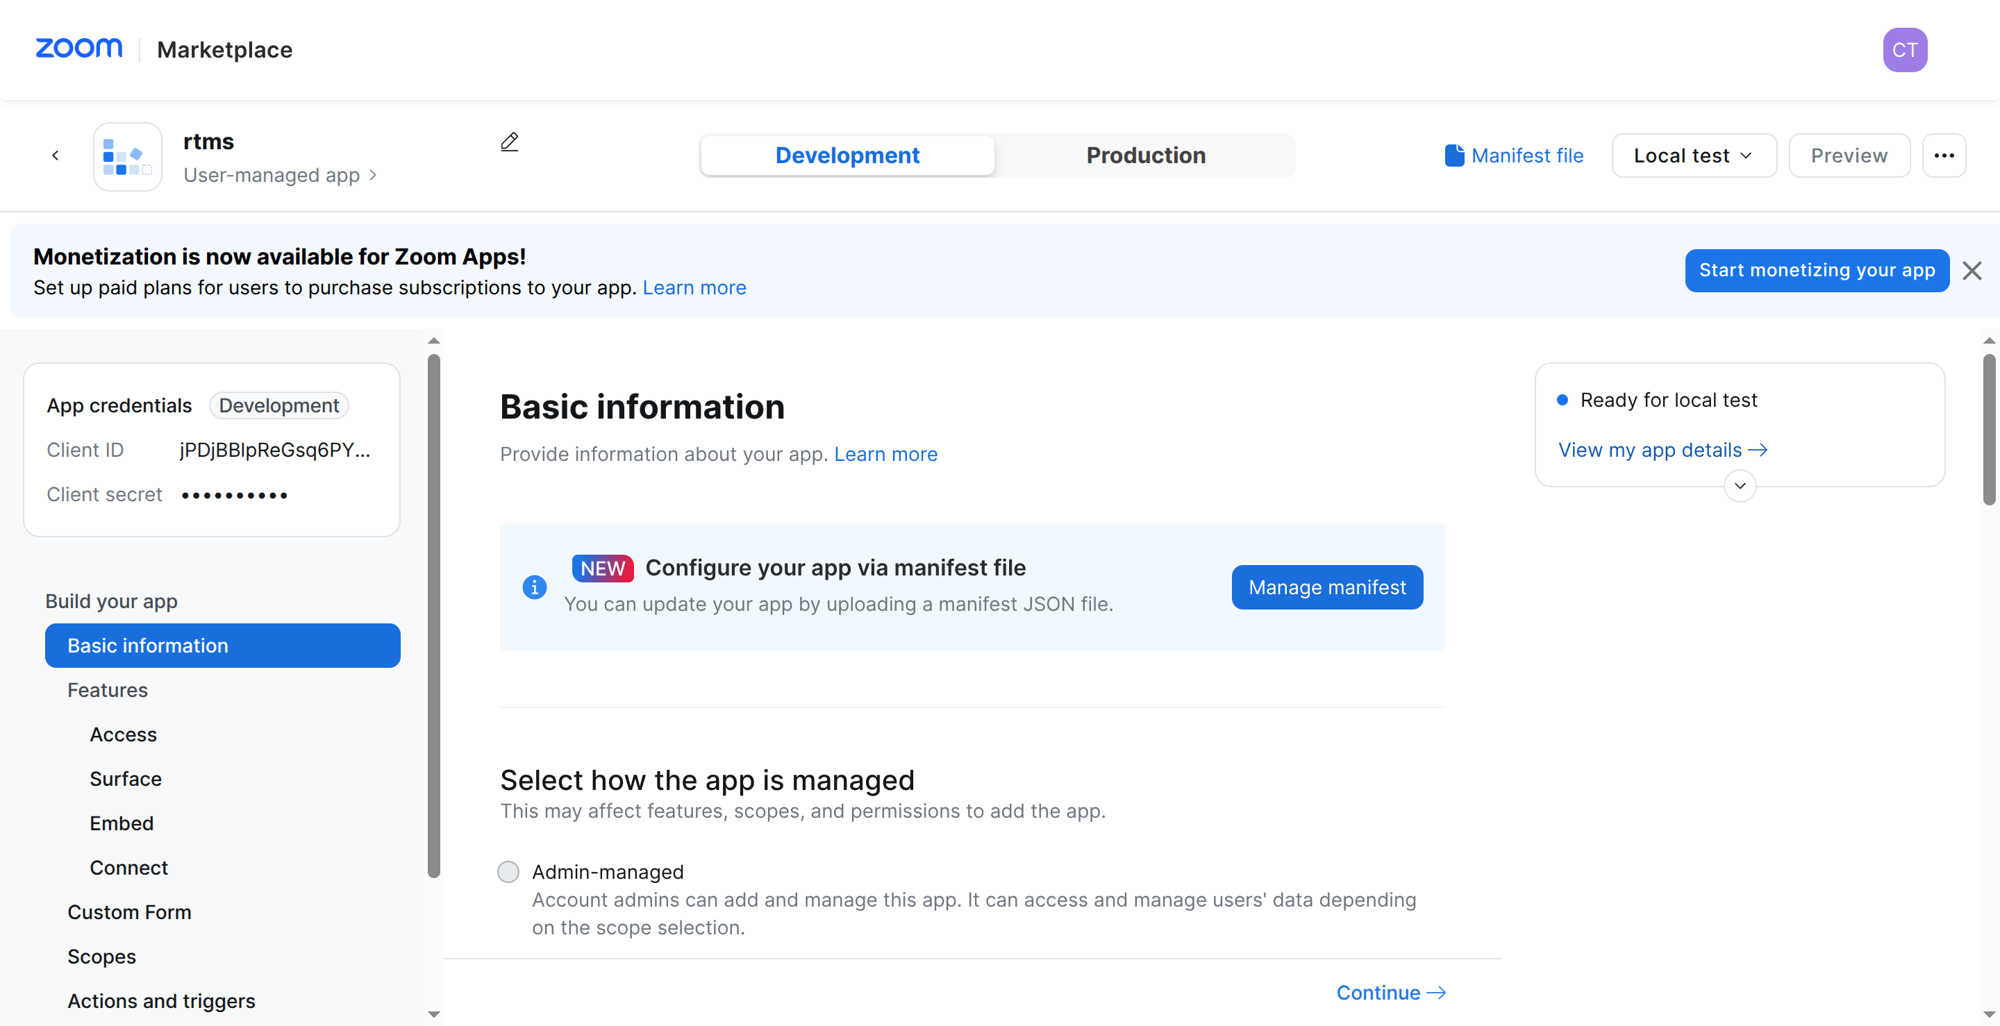 zoom Marketplace
CT
rtms
User-managed app
Development
Production
Manifest file
Local test
Preview
Monetization is now available for Zoom Apps!
Set up paid plans for users to purchase subscriptions to your app. Learn more
Start monetizing your app
App credentials Development
Client ID jPDjBBlpReGsq6PY...
Client secret ••••••••••
Build your app
Basic information
Features
Access
Surface
Embed
Connect
Custom Form
Scopes
Actions and triggers
Basic information
Provide information about your app. Learn more
NEW Configure your app via manifest file
You can update your app by uploading a manifest JSON file.
Manage manifest
Select how the app is managed
This may affect features, scopes, and permissions to add the app.
Admin-managed
Account admins can add and manage this app. It can access and manage users' data depending
on the scope selection.
Continue
Ready for local test
View my app details